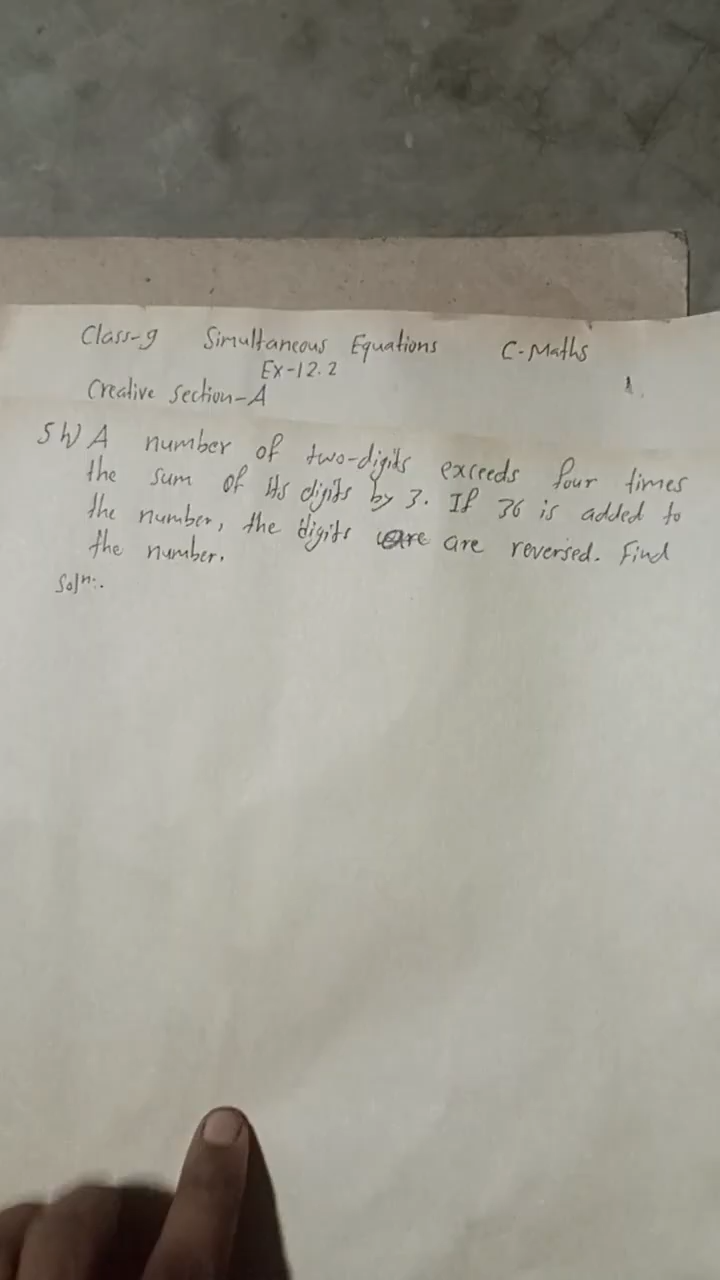 Class-9 Simultaneous Equations C-Maths
Ex-12.2
Creative Section-A
5 h) A number of two-digits exceeds four times
the sum of its digits by 3. If 36 is added to
the number, the digits are are reversed. Find
the number.
Solⁿ:.